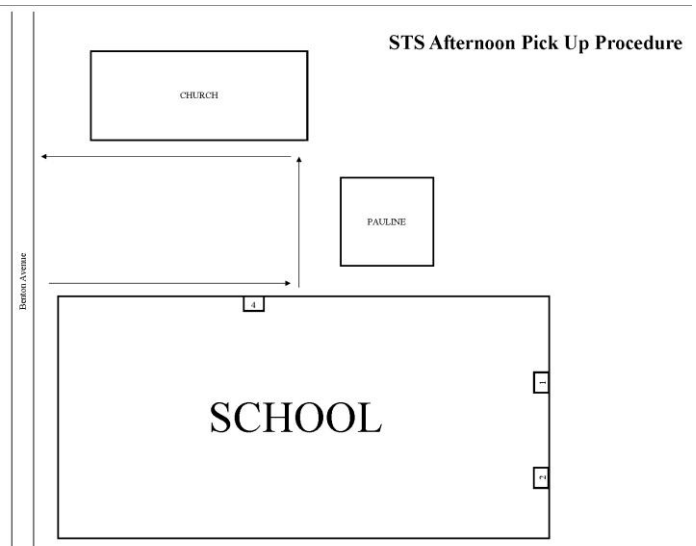 STS Afternoon Pick Up Procedure
CHURCH
PAULINE
Benton Avenue
4
1
SCHOOL
2